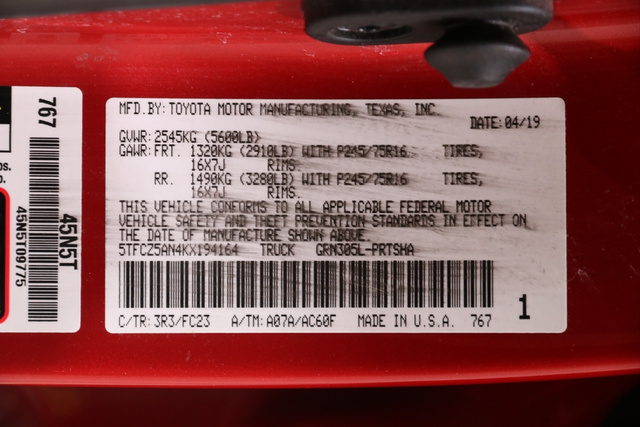 767
45N5T
45N5T09775
MFD.BY:TOYOTA MOTOR MANUFACTURING, TEXAS, INC.
DATE:04/19
GVWR:2545KG (5600LB)
GAWR:FRT. 1320KG (2910LB) WITH P245/75R16 TIRES,
16X7J RIMS.
RR. 1490KG (3280LB) WITH P245/75R16 TIRES,
16X7J RIMS.
THIS VEHICLE CONFORMS TO ALL APPLICABLE FEDERAL MOTOR
VEHICLE SAFETY AND THEFT PREVENTION STANDARDS IN EFFECT ON
THE DATE OF MANUFACTURE SHOWN ABOVE.
5TFCZ5AN4KX194164 TRUCK GRN305L-PRTSHA
1
C/TR:3R3/FC23 A/TM:A07A/AC60F MADE IN U.S.A. 767